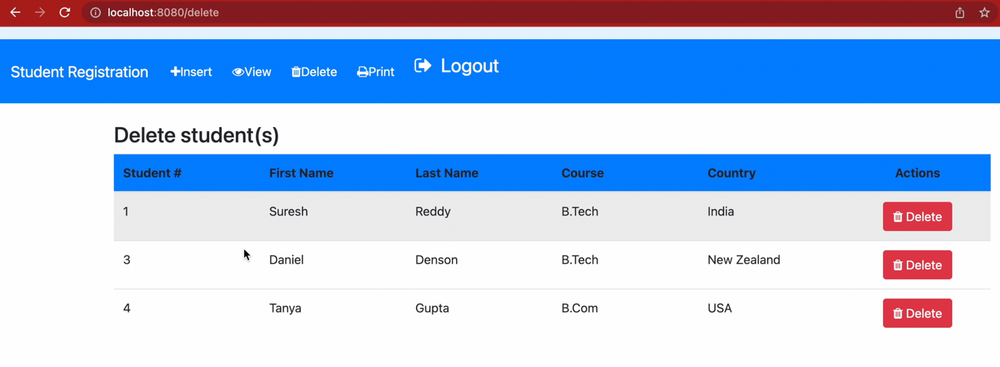 localhost:8080/delete
Student Registration Insert View Delete Print Logout
Delete student(s)
Student # First Name Last Name Course Country Actions
1 Suresh Reddy B.Tech India Delete
3 Daniel Denson B.Tech New Zealand Delete
4 Tanya Gupta B.Com USA Delete